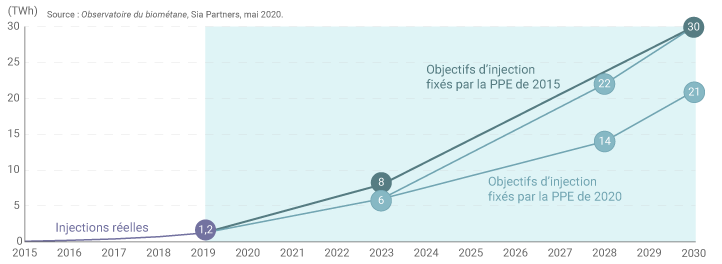 (TWh)
Source : Observatoire du biométane, Sia Partners, mai 2020.
30
25
20
15
10
5
0
30
22
21
14
8
6
1,2
Objectifs d’injection
fixés par la PPE de 2015
Objectifs d’injection
fixés par la PPE de 2020
Injections réelles
2015 2016 2017 2018 2019 2020 2021 2022 2023 2024 2025 2026 2027 2028 2029 2030